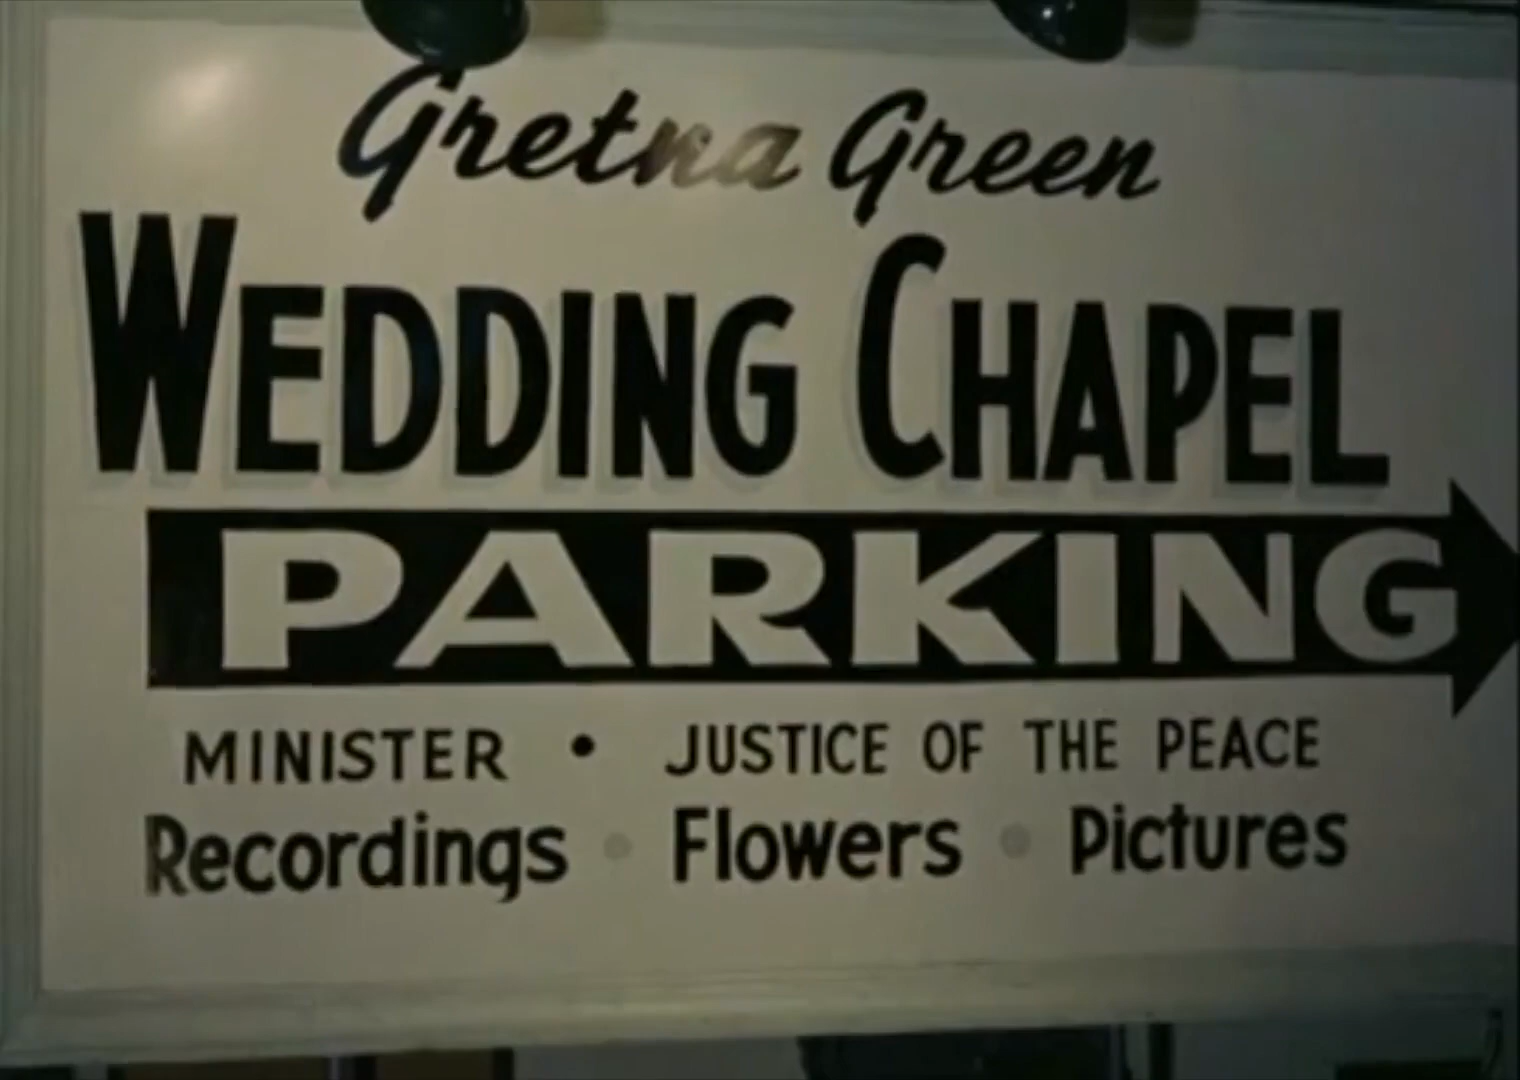 Gretna Green
WEDDING CHAPEL
PARKING
MINISTER • JUSTICE OF THE PEACE
Recordings • Flowers • Pictures